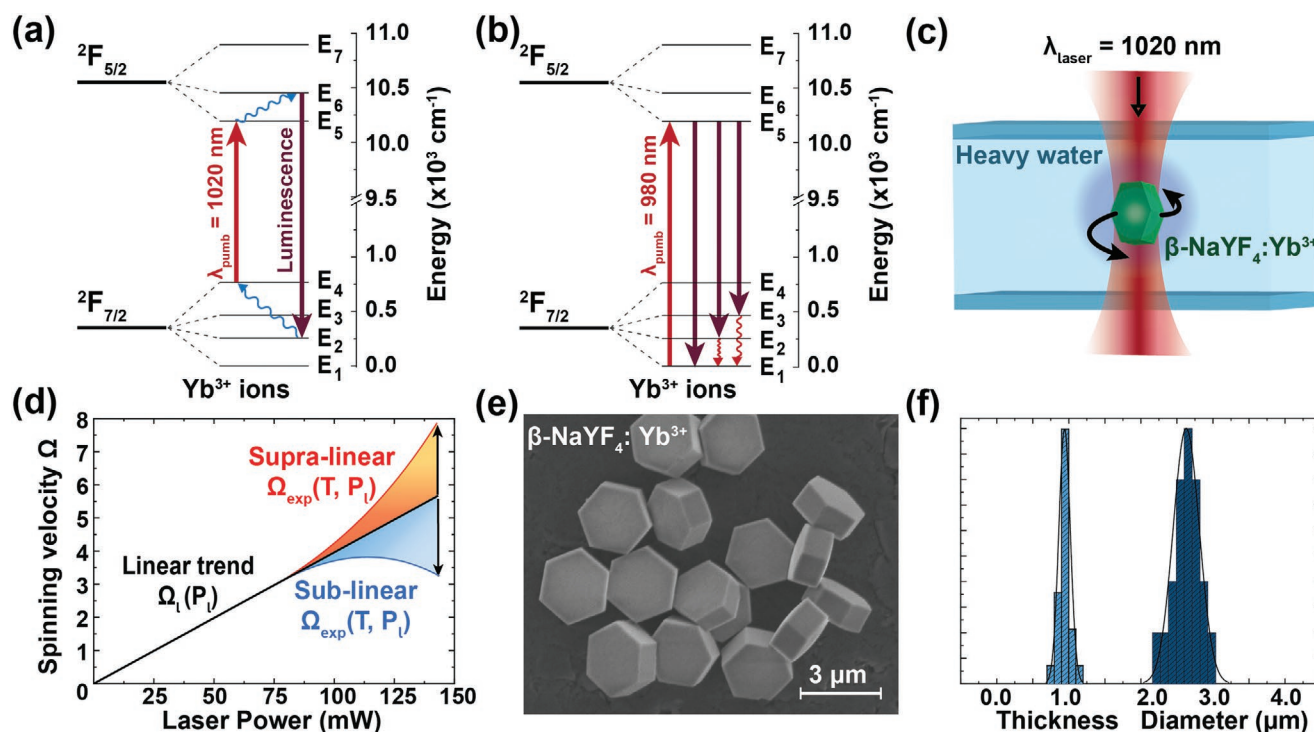 (a)
²F5/2
²F7/2
λpumb = 1020 nm
Luminescence
E7
E6
E5
E4
E3
E2
E1
11.0
10.5
10.0
9.5
1.0
0.5
0.0
Energy (x10³ cm⁻¹)
Yb³⁺ ions
(b)
²F5/2
²F7/2
λpumb = 980 nm
E7
E6
E5
E4
E3
E2
E1
11.0
10.5
10.0
9.5
1.0
0.5
0.0
Energy (x10³ cm⁻¹)
Yb³⁺ ions
(c)
λlaser = 1020 nm
Heavy water
β-NaYF4:Yb³⁺
(d)
8
7
6
5
4
3
2
1
0
Spinning velocity Ω
Supra-linear
Ωexp(T, Pl)
Linear trend
Ωl(Pl)
Sub-linear
Ωexp(T, Pl)
0 25 50 75 100 125 150
Laser Power (mW)
(e)
β-NaYF4: Yb³⁺
3 μm
(f)
0.0 1.0 2.0 3.0 4.0
Thickness Diameter (μm)